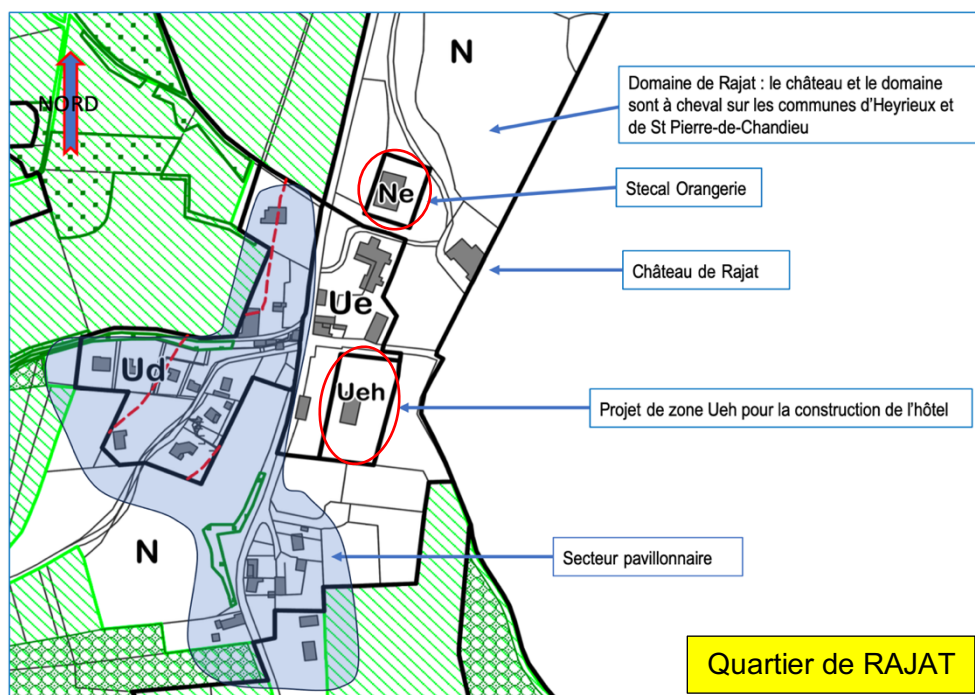 N
NORD
Domaine de Rajat : le château et le domaine
sont à cheval sur les communes d’Heyrieux et
de St Pierre-de-Chandieu
Ne
Stecal Orangerie
Château de Rajat
Ue
Ud
Ueh
Projet de zone Ueh pour la construction de l’hôtel
N
Secteur pavillonnaire
Quartier de RAJAT